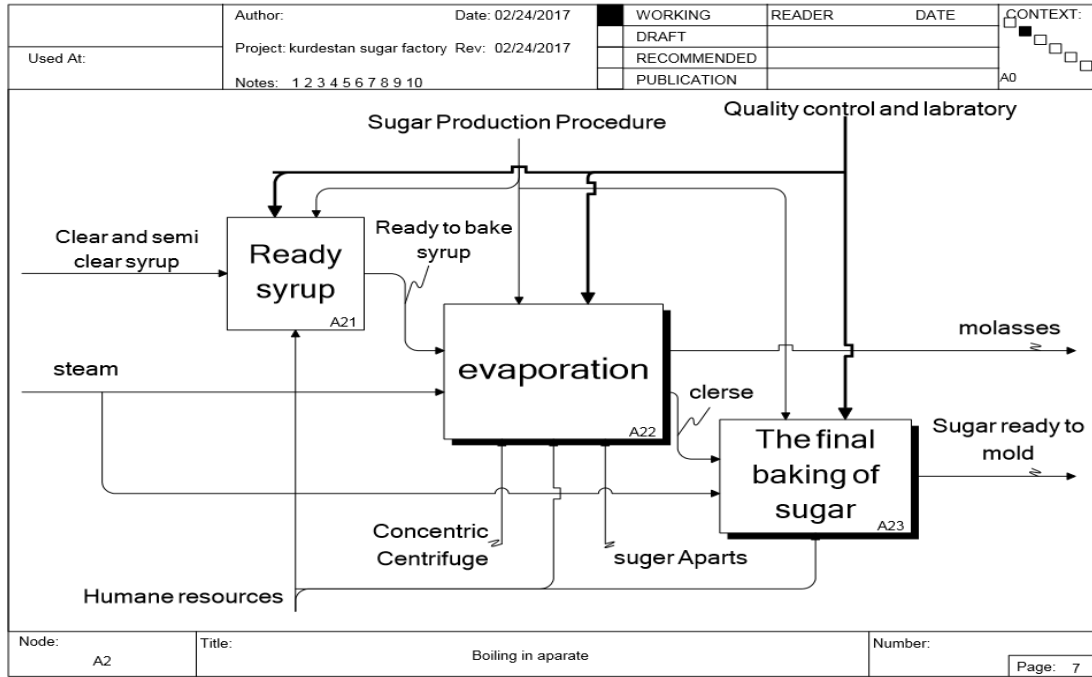 Used At:
Author:
Date: 02/24/2017
Project: kurdestan sugar factory
Rev: 02/24/2017
Notes: 1 2 3 4 5 6 7 8 9 10
WORKING
DRAFT
RECOMMENDED
PUBLICATION
READER
DATE
CONTEXT:
A0
Sugar Production Procedure
Quality control and labratory
Clear and semi
clear syrup
Ready
syrup
A21
Ready to bake
syrup
steam
evaporation
A22
molasses
clerse
The final
baking of
sugar
A23
Sugar ready to
mold
Concentric
Centrifuge
suger Aparts
Humane resources
Node:
A2
Title:
Boiling in aparate
Number:
Page: 7